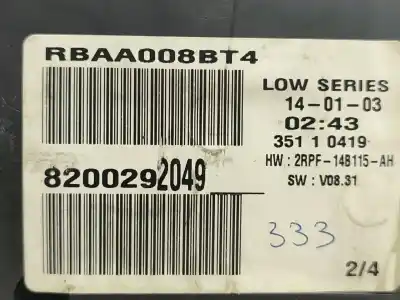 RBAA008BT4
LOW SERIES
14-01-03
02:43
351 1 0419
HW : 2RPF-14B115-AH
SW : V08.31
8200292049
333
2/4